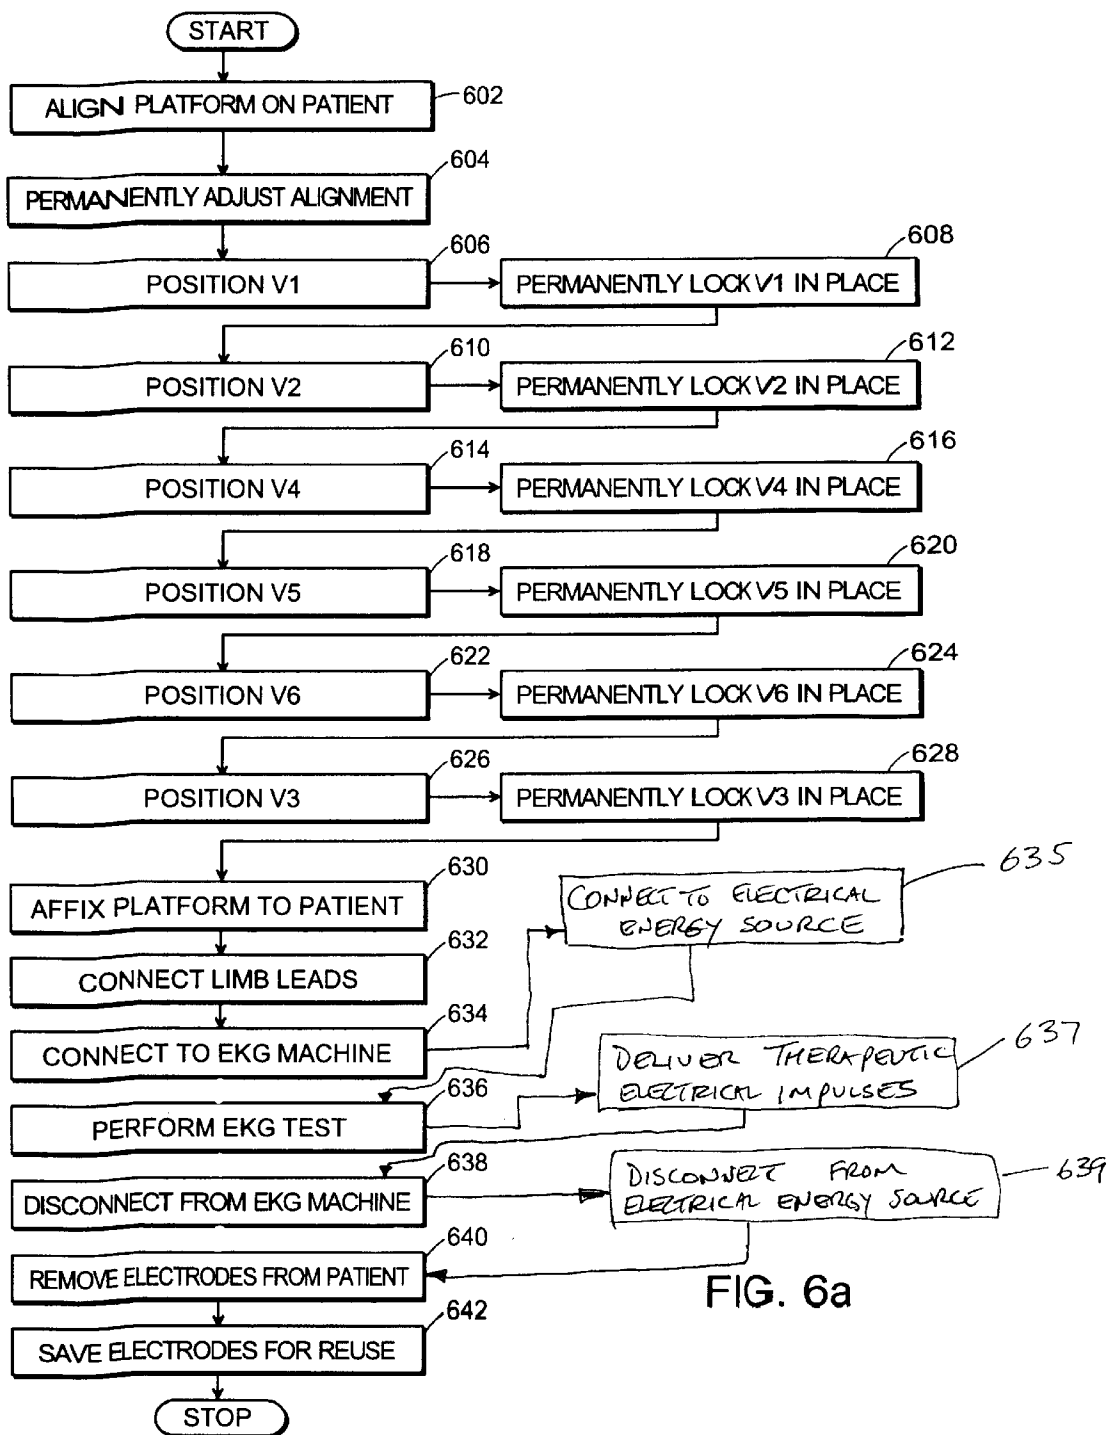 START
ALIGN PLATFORM ON PATIENT
602
PERMANENTLY ADJUST ALIGNMENT
604
POSITION V1
606
PERMANENTLY LOCK V1 IN PLACE
608
POSITION V2
610
PERMANENTLY LOCK V2 IN PLACE
612
POSITION V4
614
PERMANENTLY LOCK V4 IN PLACE
616
POSITION V5
618
PERMANENTLY LOCK V5 IN PLACE
620
POSITION V6
622
PERMANENTLY LOCK V6 IN PLACE
624
POSITION V3
626
PERMANENTLY LOCK V3 IN PLACE
628
AFFIX PLATFORM TO PATIENT
630
CONNECT LIMB LEADS
632
CONNECT TO EKG MACHINE
634
CONNECT TO ELECTRICAL
ENERGY SOURCE
635
PERFORM EKG TEST
636
DELIVER THERAPEUTIC
ELECTRICAL IMPULSES
637
DISCONNECT FROM EKG MACHINE
638
DISCONNECT FROM
ELECTRICAL ENERGY SOURCE
639
REMOVE ELECTRODES FROM PATIENT
640
SAVE ELECTRODES FOR REUSE
642
STOP
FIG. 6a